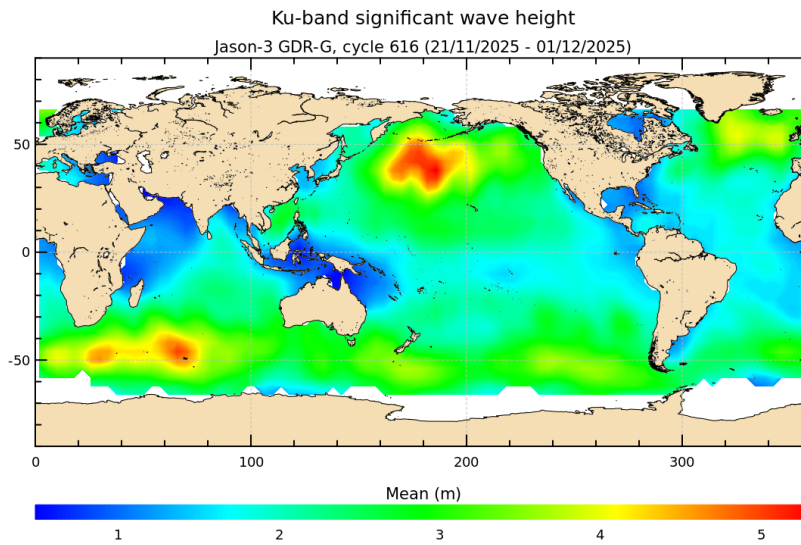 Ku-band significant wave height
Jason-3 GDR-G, cycle 616 (21/11/2025 - 01/12/2025)
50
0
-50
0 100 200 300
Mean (m)
1 2 3 4 5